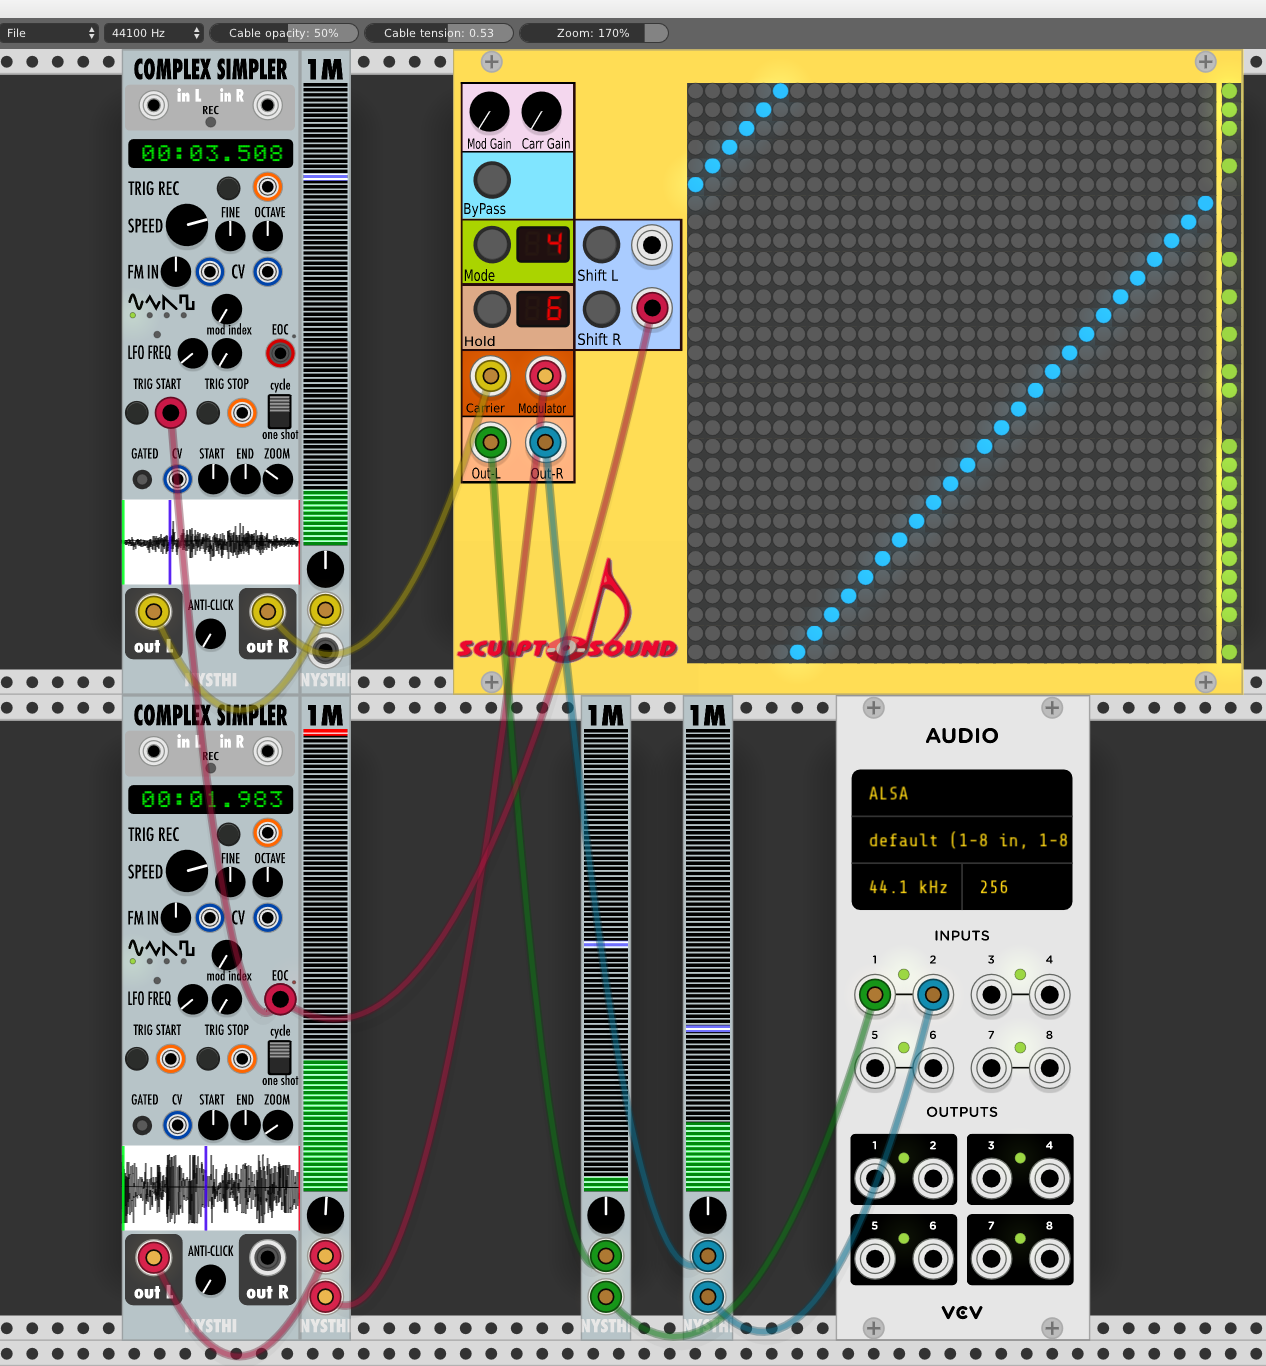 File
44100 Hz
Cable opacity: 50%
Cable tension: 0.53
Zoom: 170%
COMPLEX SIMPLER
in L in R
REC
00:03.508
TRIG REC
SPEED
FINE
OCTAVE
FM IN
CV
mod index
EOC
LFO FREQ
TRIG START
TRIG STOP
cycle
one shot
GATED
CV
START
END
ZOOM
ANTI-CLICK
out L
out R
NYSTHI
1M
NYSTHI
Mod Gain
Carr Gain
ByPass
4
Mode
Shift L
6
Hold
Shift R
Carrier
Modulator
Out-L
Out-R
SCULPT-O-SOUND
COMPLEX SIMPLER
in L in R
REC
00:01.983
TRIG REC
SPEED
FINE
OCTAVE
FM IN
CV
mod index
EOC
LFO FREQ
TRIG START
TRIG STOP
cycle
one shot
GATED
CV
START
END
ZOOM
ANTI-CLICK
out L
out R
NYSTHI
1M
NYSTHI
1M
NYSTHI
1M
NYSTHI
AUDIO
ALSA
default (1-8 in, 1-8
44.1 kHz
256
INPUTS
1 2 3 4
5 6 7 8
OUTPUTS
1 2 3 4
5 6 7 8
VCV